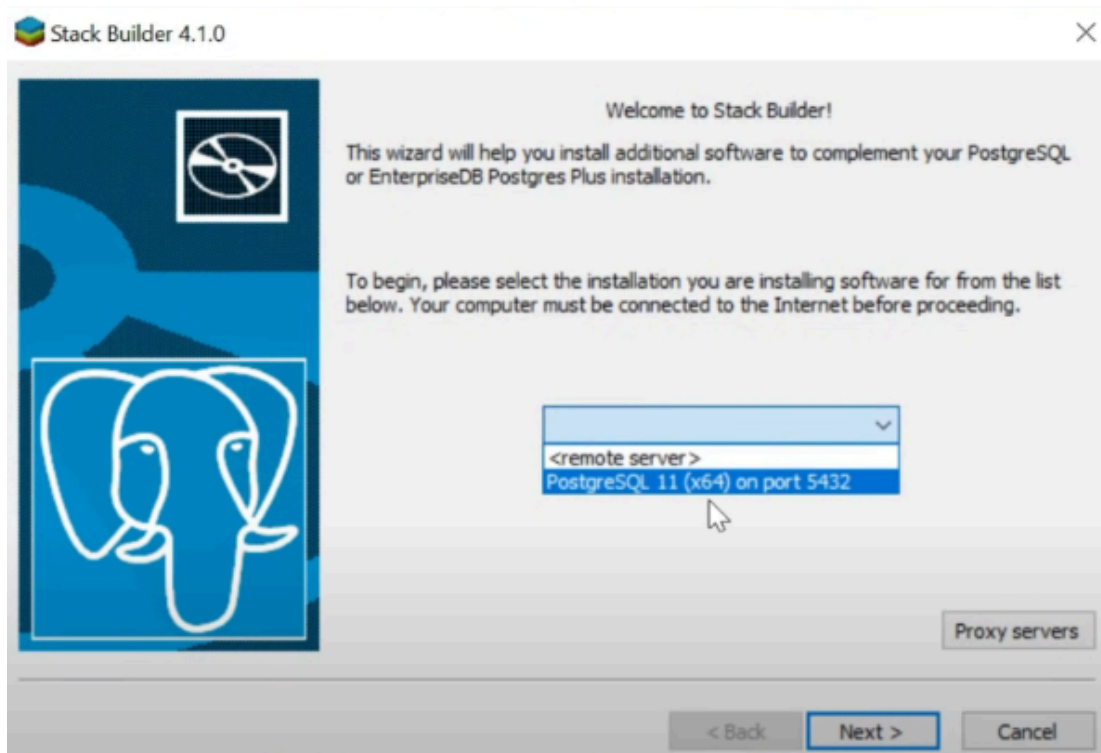 Stack Builder 4.1.0
Welcome to Stack Builder!
This wizard will help you install additional software to complement your PostgreSQL
or EnterpriseDB Postgres Plus installation.
To begin, please select the installation you are installing software for from the list
below. Your computer must be connected to the Internet before proceeding.
<remote server>
PostgreSQL 11 (x64) on port 5432
Proxy servers
< Back
Next >
Cancel